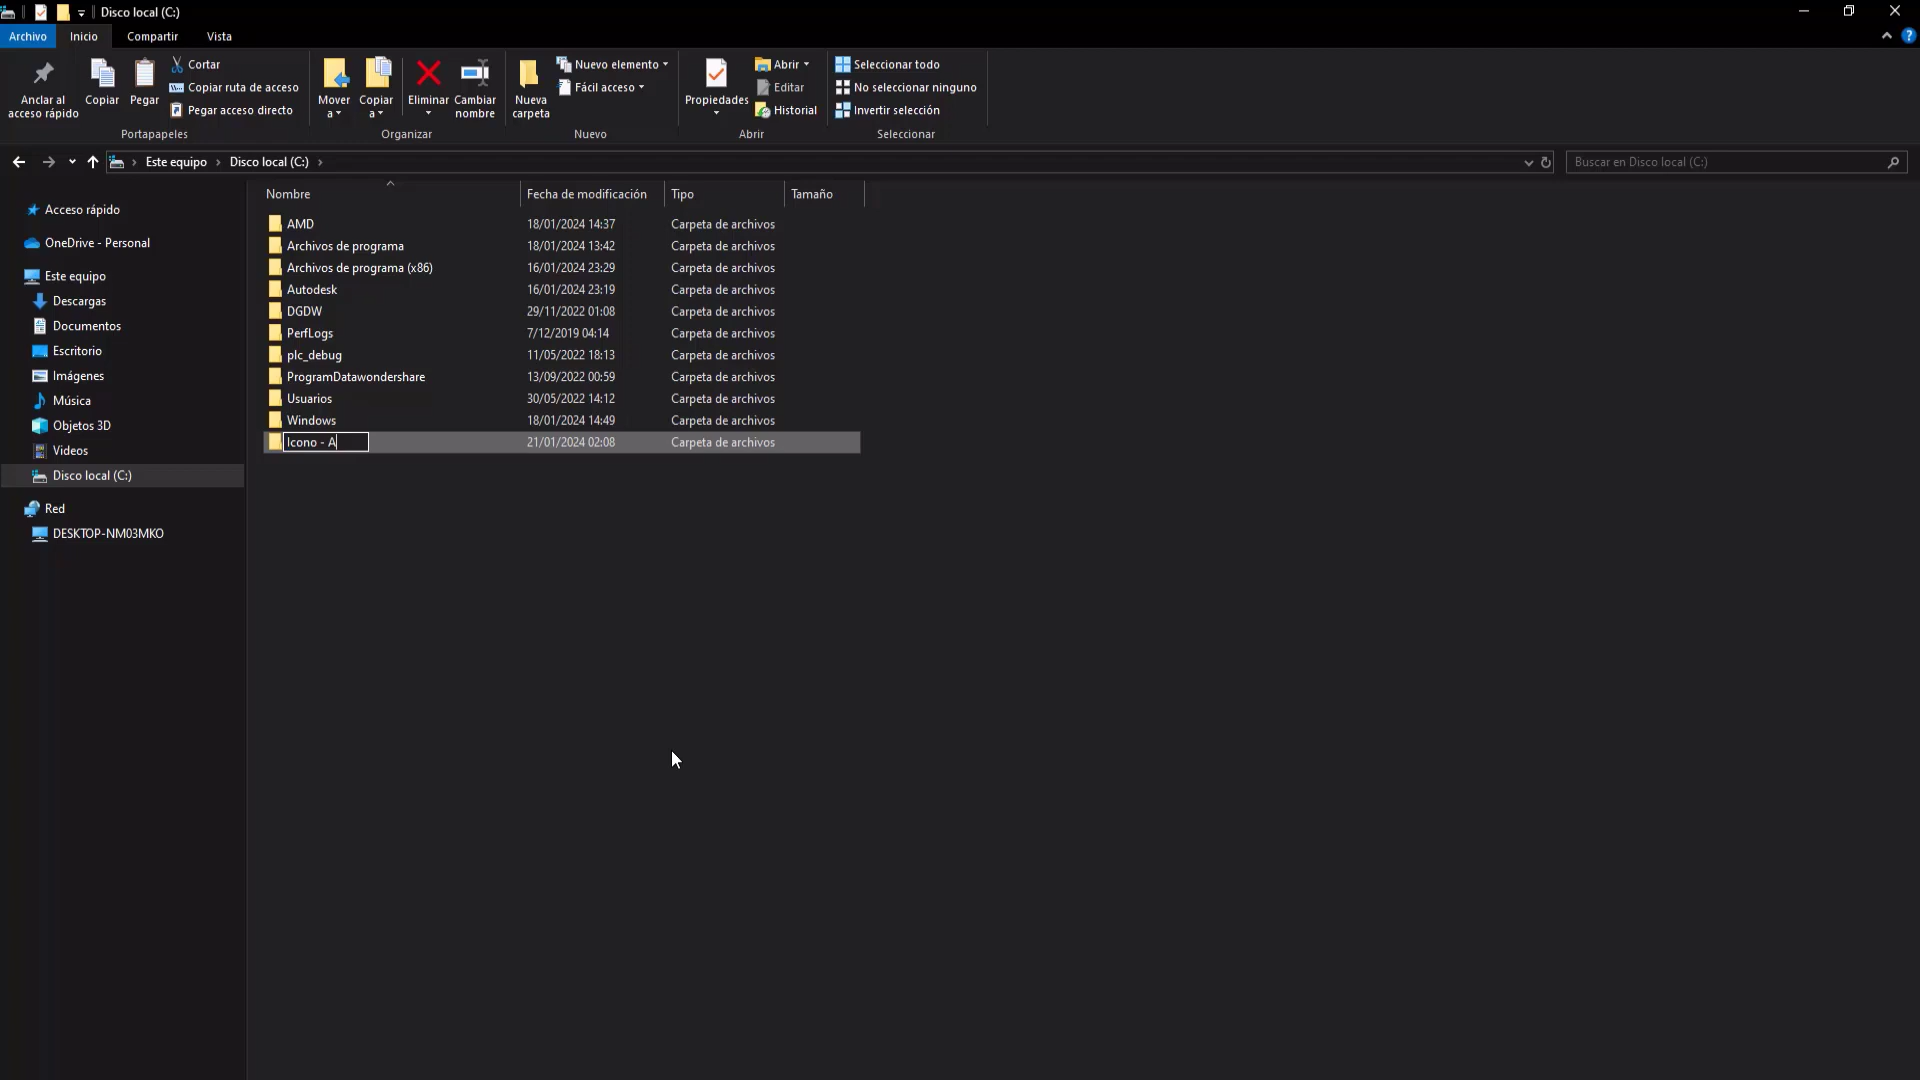 Disco local (C:)
Archivo Inicio Compartir Vista
Anclar al acceso rápido
Copiar
Pegar
Cortar
Copiar ruta de acceso
Pegar acceso directo
Portapapeles
Mover a
Copiar a
Eliminar
Cambiar nombre
Organizar
Nueva carpeta
Nuevo elemento
Fácil acceso
Nuevo
Propiedades
Abrir
Editar
Historial
Abrir
Seleccionar todo
No seleccionar ninguno
Invertir selección
Seleccionar
Este equipo › Disco local (C:) ›
Buscar en Disco local (C:)
Acceso rápido
OneDrive - Personal
Este equipo
Descargas
Documentos
Escritorio
Imágenes
Música
Objetos 3D
Videos
Disco local (C:)
Red
DESKTOP-NM03MKO
Nombre Fecha de modificación Tipo Tamaño
AMD 18/01/2024 14:37 Carpeta de archivos
Archivos de programa 18/01/2024 13:42 Carpeta de archivos
Archivos de programa (x86) 16/01/2024 23:29 Carpeta de archivos
Autodesk 16/01/2024 23:19 Carpeta de archivos
DGDW 29/11/2022 01:08 Carpeta de archivos
PerfLogs 7/12/2019 04:14 Carpeta de archivos
plc_debug 11/05/2022 18:13 Carpeta de archivos
ProgramDatawondershare 13/09/2022 00:59 Carpeta de archivos
Usuarios 30/05/2022 14:12 Carpeta de archivos
Windows 18/01/2024 14:49 Carpeta de archivos
Icono - A 21/01/2024 02:08 Carpeta de archivos